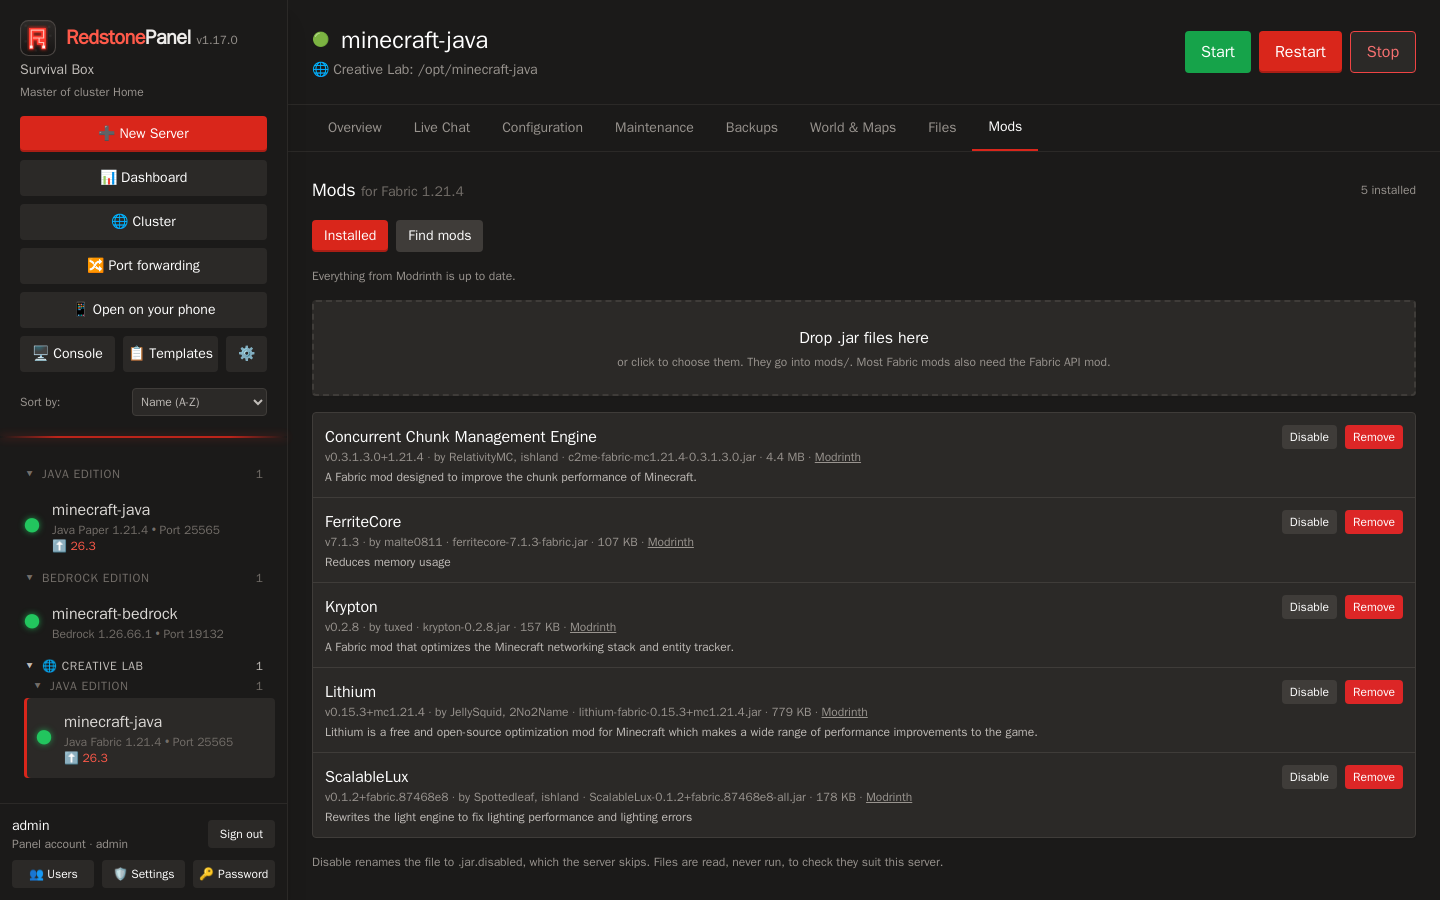 RedstonePanel v1.17.0
Survival Box
Master of cluster Home
➕ New Server
📊 Dashboard
🌐 Cluster
🔀 Port forwarding
📱 Open on your phone
🖥️ Console
📋 Templates
⚙️
Sort by:
Name (A-Z)
▼ JAVA EDITION 1
minecraft-java
Java Paper 1.21.4 • Port 25565
⬆️ 26.3
▼ BEDROCK EDITION 1
minecraft-bedrock
Bedrock 1.26.66.1 • Port 19132
▼ 🌐 CREATIVE LAB 1
▼ JAVA EDITION 1
minecraft-java
Java Fabric 1.21.4 • Port 25565
⬆️ 26.3
admin
Panel account · admin
Sign out
👥 Users
🛡️ Settings
🔑 Password
minecraft-java
🌐 Creative Lab: /opt/minecraft-java
Start
Restart
Stop
Overview
Live Chat
Configuration
Maintenance
Backups
World & Maps
Files
Mods
Mods for Fabric 1.21.4
5 installed
Installed
Find mods
Everything from Modrinth is up to date.
Drop .jar files here
or click to choose them. They go into mods/. Most Fabric mods also need the Fabric API mod.
Concurrent Chunk Management Engine
v0.3.1.3.0+1.21.4 · by RelativityMC, ishland · c2me-fabric-mc1.21.4-0.3.1.3.0.jar · 4.4 MB · Modrinth
A Fabric mod designed to improve the chunk performance of Minecraft.
Disable
Remove
FerriteCore
v7.1.3 · by malte0811 · ferritecore-7.1.3-fabric.jar · 107 KB · Modrinth
Reduces memory usage
Disable
Remove
Krypton
v0.2.8 · by tuxed · krypton-0.2.8.jar · 157 KB · Modrinth
A Fabric mod that optimizes the Minecraft networking stack and entity tracker.
Disable
Remove
Lithium
v0.15.3+mc1.21.4 · by JellySquid, 2No2Name · lithium-fabric-0.15.3+mc1.21.4.jar · 779 KB · Modrinth
Lithium is a free and open-source optimization mod for Minecraft which makes a wide range of performance improvements to the game.
Disable
Remove
ScalableLux
v0.1.2+fabric.87468e8 · by Spottedleaf, ishland · ScalableLux-0.1.2+fabric.87468e8-all.jar · 178 KB · Modrinth
Rewrites the light engine to fix lighting performance and lighting errors
Disable
Remove
Disable renames the file to .jar.disabled, which the server skips. Files are read, never run, to check they suit this server.